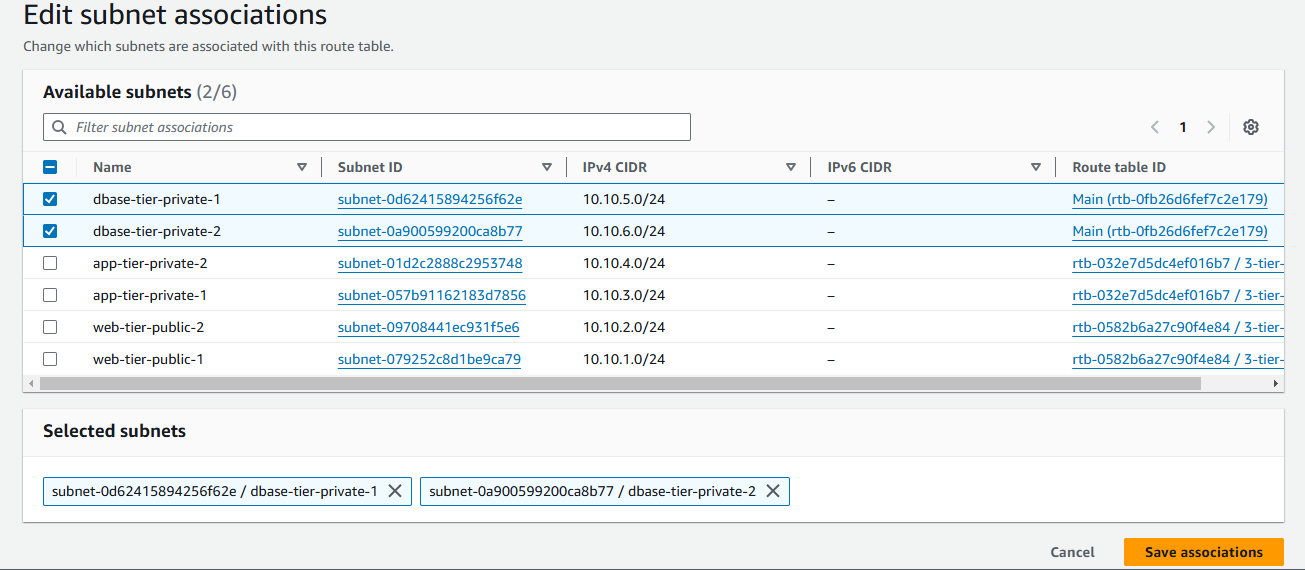 Edit subnet associations
Change which subnets are associated with this route table.
Available subnets (2/6)
Filter subnet associations
1
Name Subnet ID IPv4 CIDR IPv6 CIDR Route table ID
dbase-tier-private-1 subnet-0d62415894256f62e 10.10.5.0/24 – Main (rtb-0fb26d6fef7c2e179)
dbase-tier-private-2 subnet-0a900599200ca8b77 10.10.6.0/24 – Main (rtb-0fb26d6fef7c2e179)
app-tier-private-2 subnet-01d2c2888c2953748 10.10.4.0/24 – rtb-032e7d5dc4ef016b7 / 3-tier-
app-tier-private-1 subnet-057b91162183d7856 10.10.3.0/24 – rtb-032e7d5dc4ef016b7 / 3-tier-
web-tier-public-2 subnet-09708441ec931f5e6 10.10.2.0/24 – rtb-0582b6a27c90f4e84 / 3-tier-
web-tier-public-1 subnet-079252c8d1be9ca79 10.10.1.0/24 – rtb-0582b6a27c90f4e84 / 3-tier-
Selected subnets
subnet-0d62415894256f62e / dbase-tier-private-1 subnet-0a900599200ca8b77 / dbase-tier-private-2
Cancel Save associations